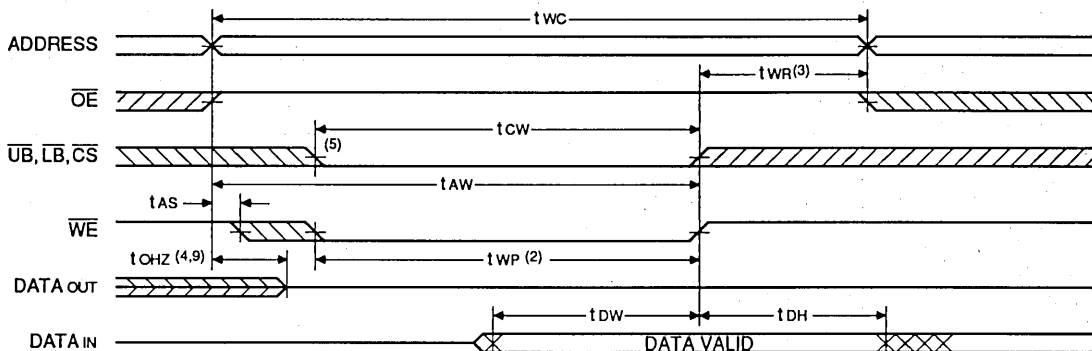 tWC
ADDRESS
tWR(3)
OE
tCW
(5)
UB, LB, CS
tAW
tAS
WE
tOHZ (4,9)
tWP (2)
DATA OUT
tDW
tDH
DATA IN
DATA VALID